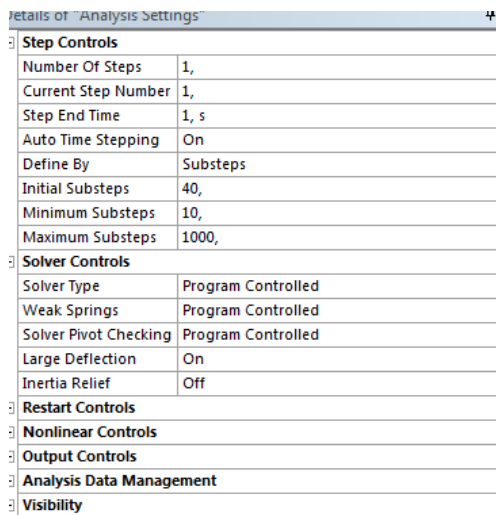 Details of "Analysis Settings"
Step Controls
Number Of Steps 1,
Current Step Number 1,
Step End Time 1, s
Auto Time Stepping On
Define By Substeps
Initial Substeps 40,
Minimum Substeps 10,
Maximum Substeps 1000,
Solver Controls
Solver Type Program Controlled
Weak Springs Program Controlled
Solver Pivot Checking Program Controlled
Large Deflection On
Inertia Relief Off
Restart Controls
Nonlinear Controls
Output Controls
Analysis Data Management
Visibility